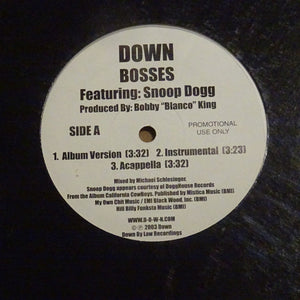 DOWN
BOSSES
Featuring: Snoop Dogg
Produced By: Bobby "Blanco" King
SIDE A
PROMOTIONAL
USE ONLY
1. Album Version (3:32) 2. Instrumental (3:23)
3. Acappella (3:32)
Mixed by Michael Schlesinger
Snoop Dogg appears courtesy of DoggHouse Records
From the Album California Cowboys. Published by Mistica Music (BMI)
My Own Chit Music / EMI Black Wood, Inc. (BMI)
Hill Billy Funksta Music (BMI)
WWW.D-O-W-N.COM
© ℗ 2003 Down
Down By Law Recordings